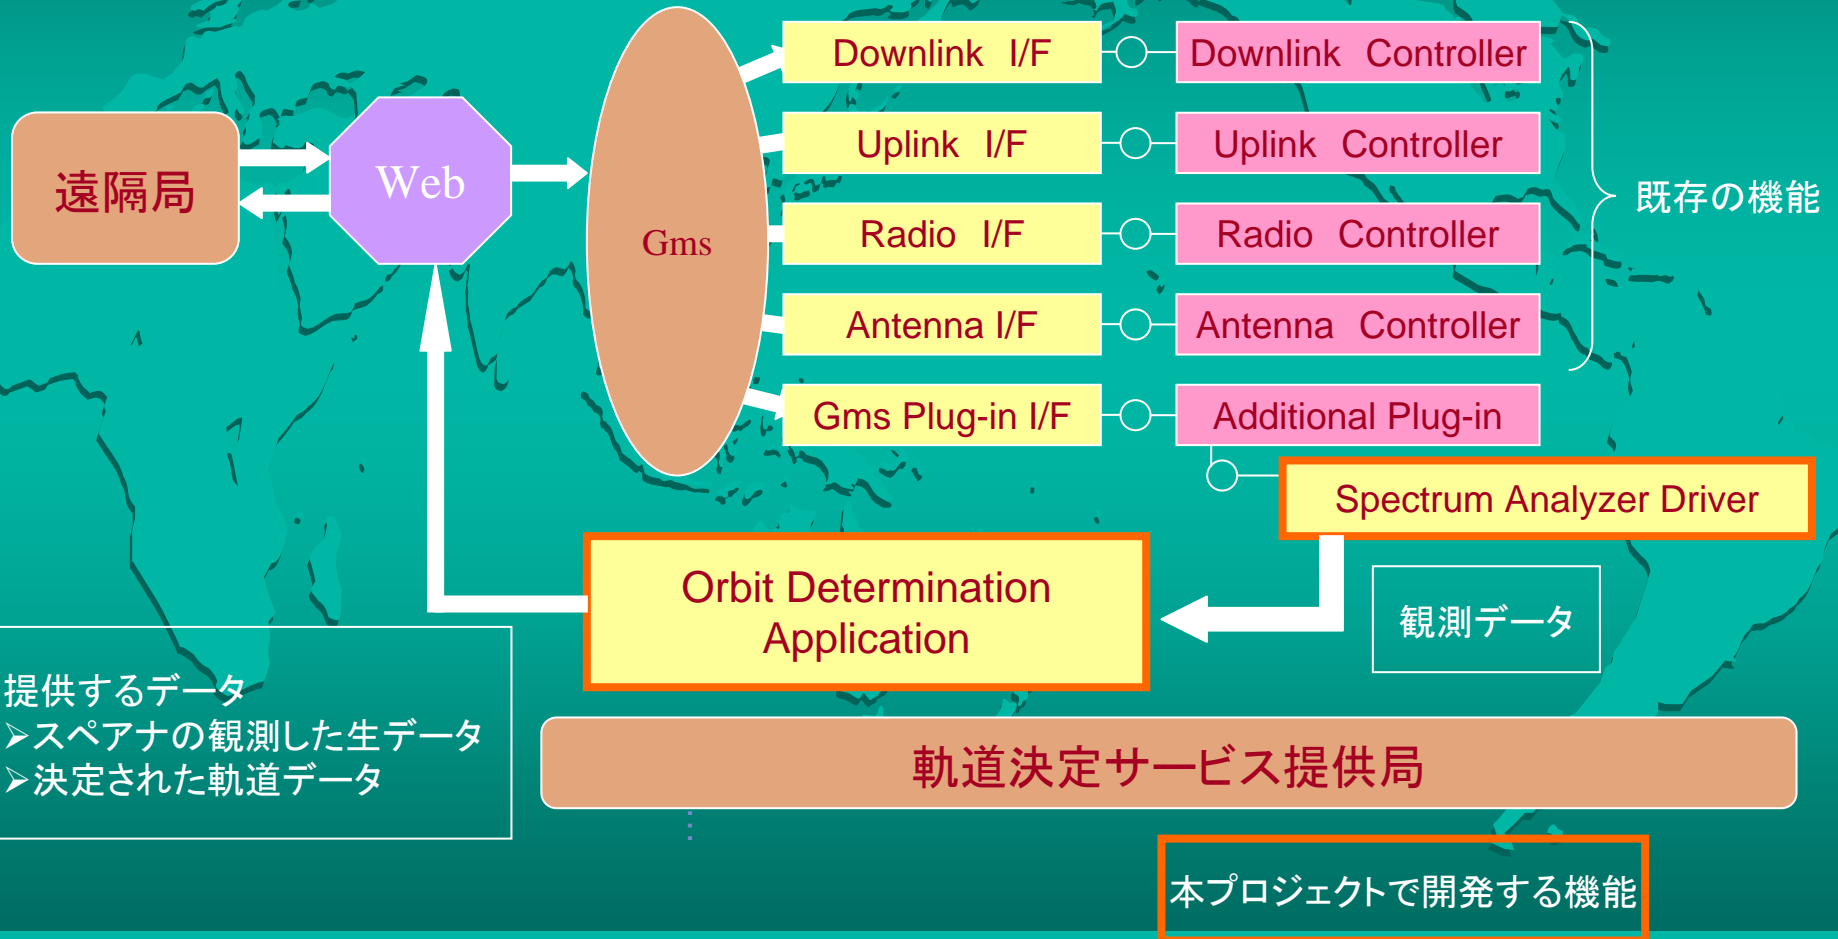 Downlink I/F
Downlink Controller
Uplink I/F
Uplink Controller
遠隔局
Web
Gms
Radio I/F
Radio Controller
既存の機能
Antenna I/F
Antenna Controller
Gms Plug-in I/F
Additional Plug-in
Spectrum Analyzer Driver
Orbit Determination
Application
観測データ
提供するデータ
➢スペアナの観測した生データ
➢決定された軌道データ
軌道決定サービス提供局
本プロジェクトで開発する機能